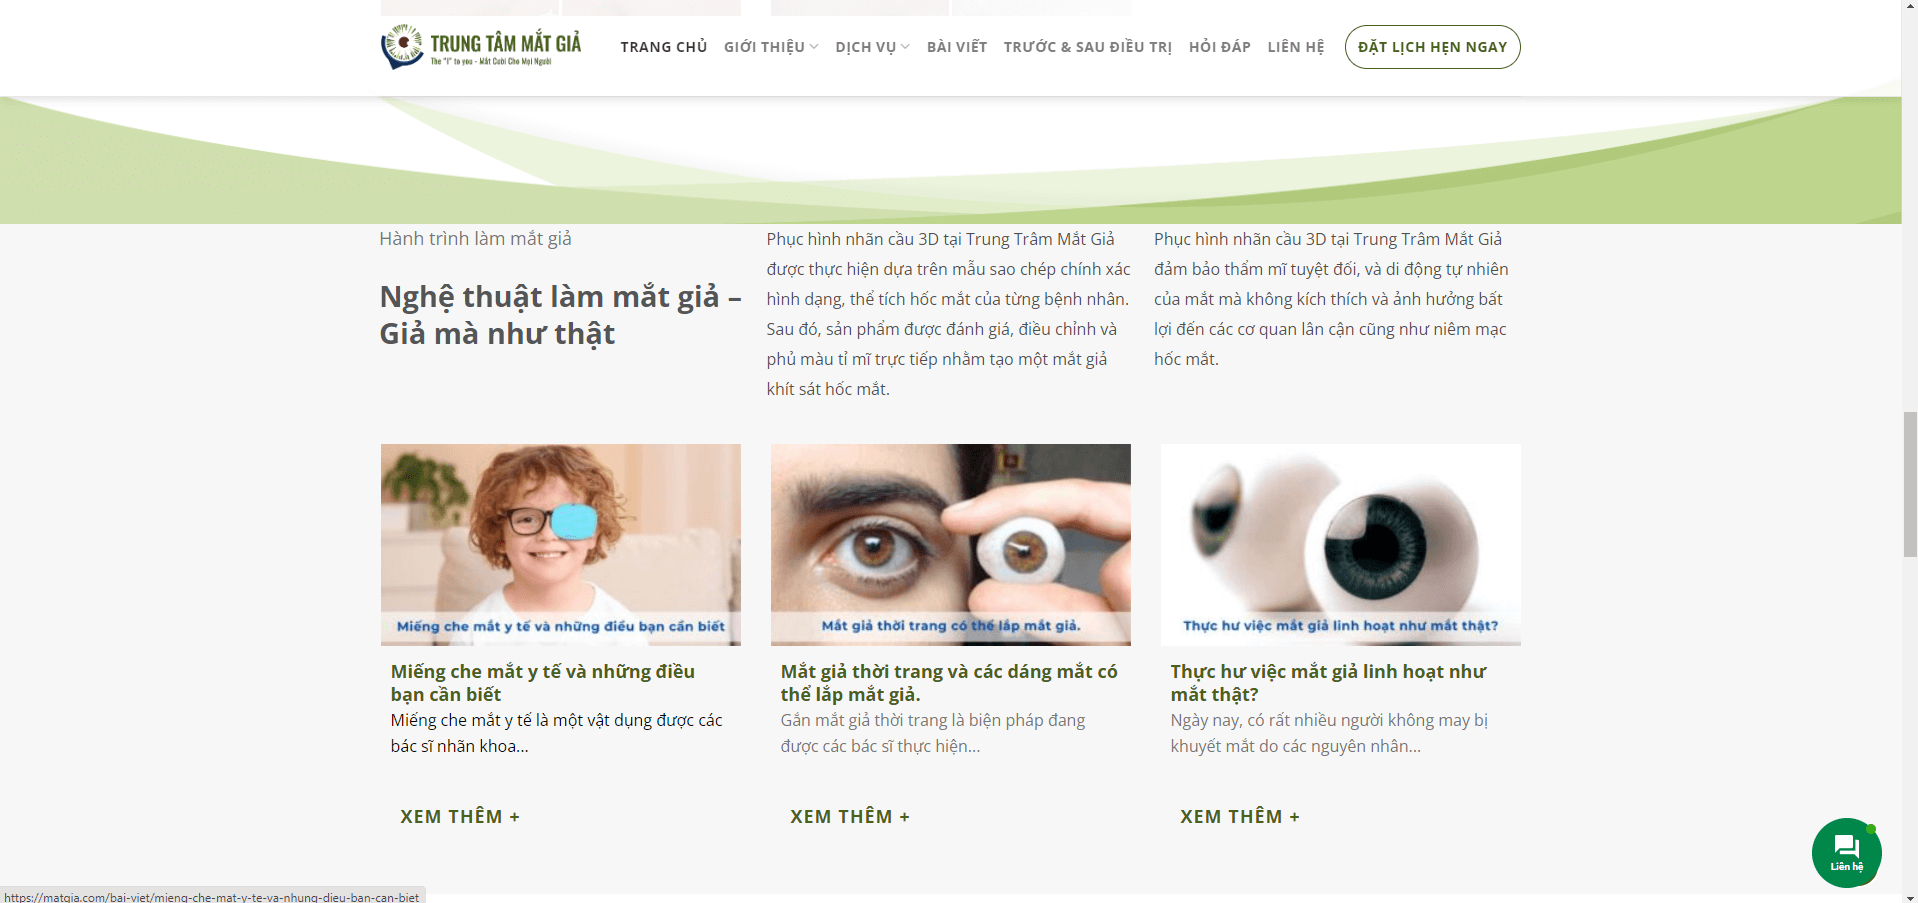 TRUNG TÂM MẮT GIẢ
The "I" to you - Mắt Cười Cho Mọi Người
TRANG CHỦ
GIỚI THIỆU
DỊCH VỤ
BÀI VIẾT
TRƯỚC & SAU ĐIỀU TRỊ
HỎI ĐÁP
LIÊN HỆ
ĐẶT LỊCH HẸN NGAY
Hành trình làm mắt giả
Nghệ thuật làm mắt giả –
Giả mà như thật
Phục hình nhãn cầu 3D tại Trung Trâm Mắt Giả
được thực hiện dựa trên mẫu sao chép chính xác
hình dạng, thể tích hốc mắt của từng bệnh nhân.
Sau đó, sản phẩm được đánh giá, điều chỉnh và
phủ màu tỉ mĩ trực tiếp nhằm tạo một mắt giả
khít sát hốc mắt.
Phục hình nhãn cầu 3D tại Trung Trâm Mắt Giả
đảm bảo thẩm mĩ tuyệt đối, và di động tự nhiên
của mắt mà không kích thích và ảnh hưởng bất
lợi đến các cơ quan lân cận cũng như niêm mạc
hốc mắt.
Miếng che mắt y tế và những điều bạn cần biết
Mắt giả thời trang có thể lắp mắt giả.
Thực hư việc mắt giả linh hoạt như mắt thật?
Miếng che mắt y tế và những điều
bạn cần biết
Miếng che mắt y tế là một vật dụng được các
bác sĩ nhãn khoa...
XEM THÊM +
Mắt giả thời trang và các dáng mắt có
thể lắp mắt giả.
Gắn mắt giả thời trang là biện pháp đang
được các bác sĩ thực hiện...
XEM THÊM +
Thực hư việc mắt giả linh hoạt như
mắt thật?
Ngày nay, có rất nhiều người không may bị
khuyết mắt do các nguyên nhân...
XEM THÊM +
Liên hệ
https://matgia.com/bai-viet/mieng-che-mat-y-te-va-nhung-dieu-ban-can-biet